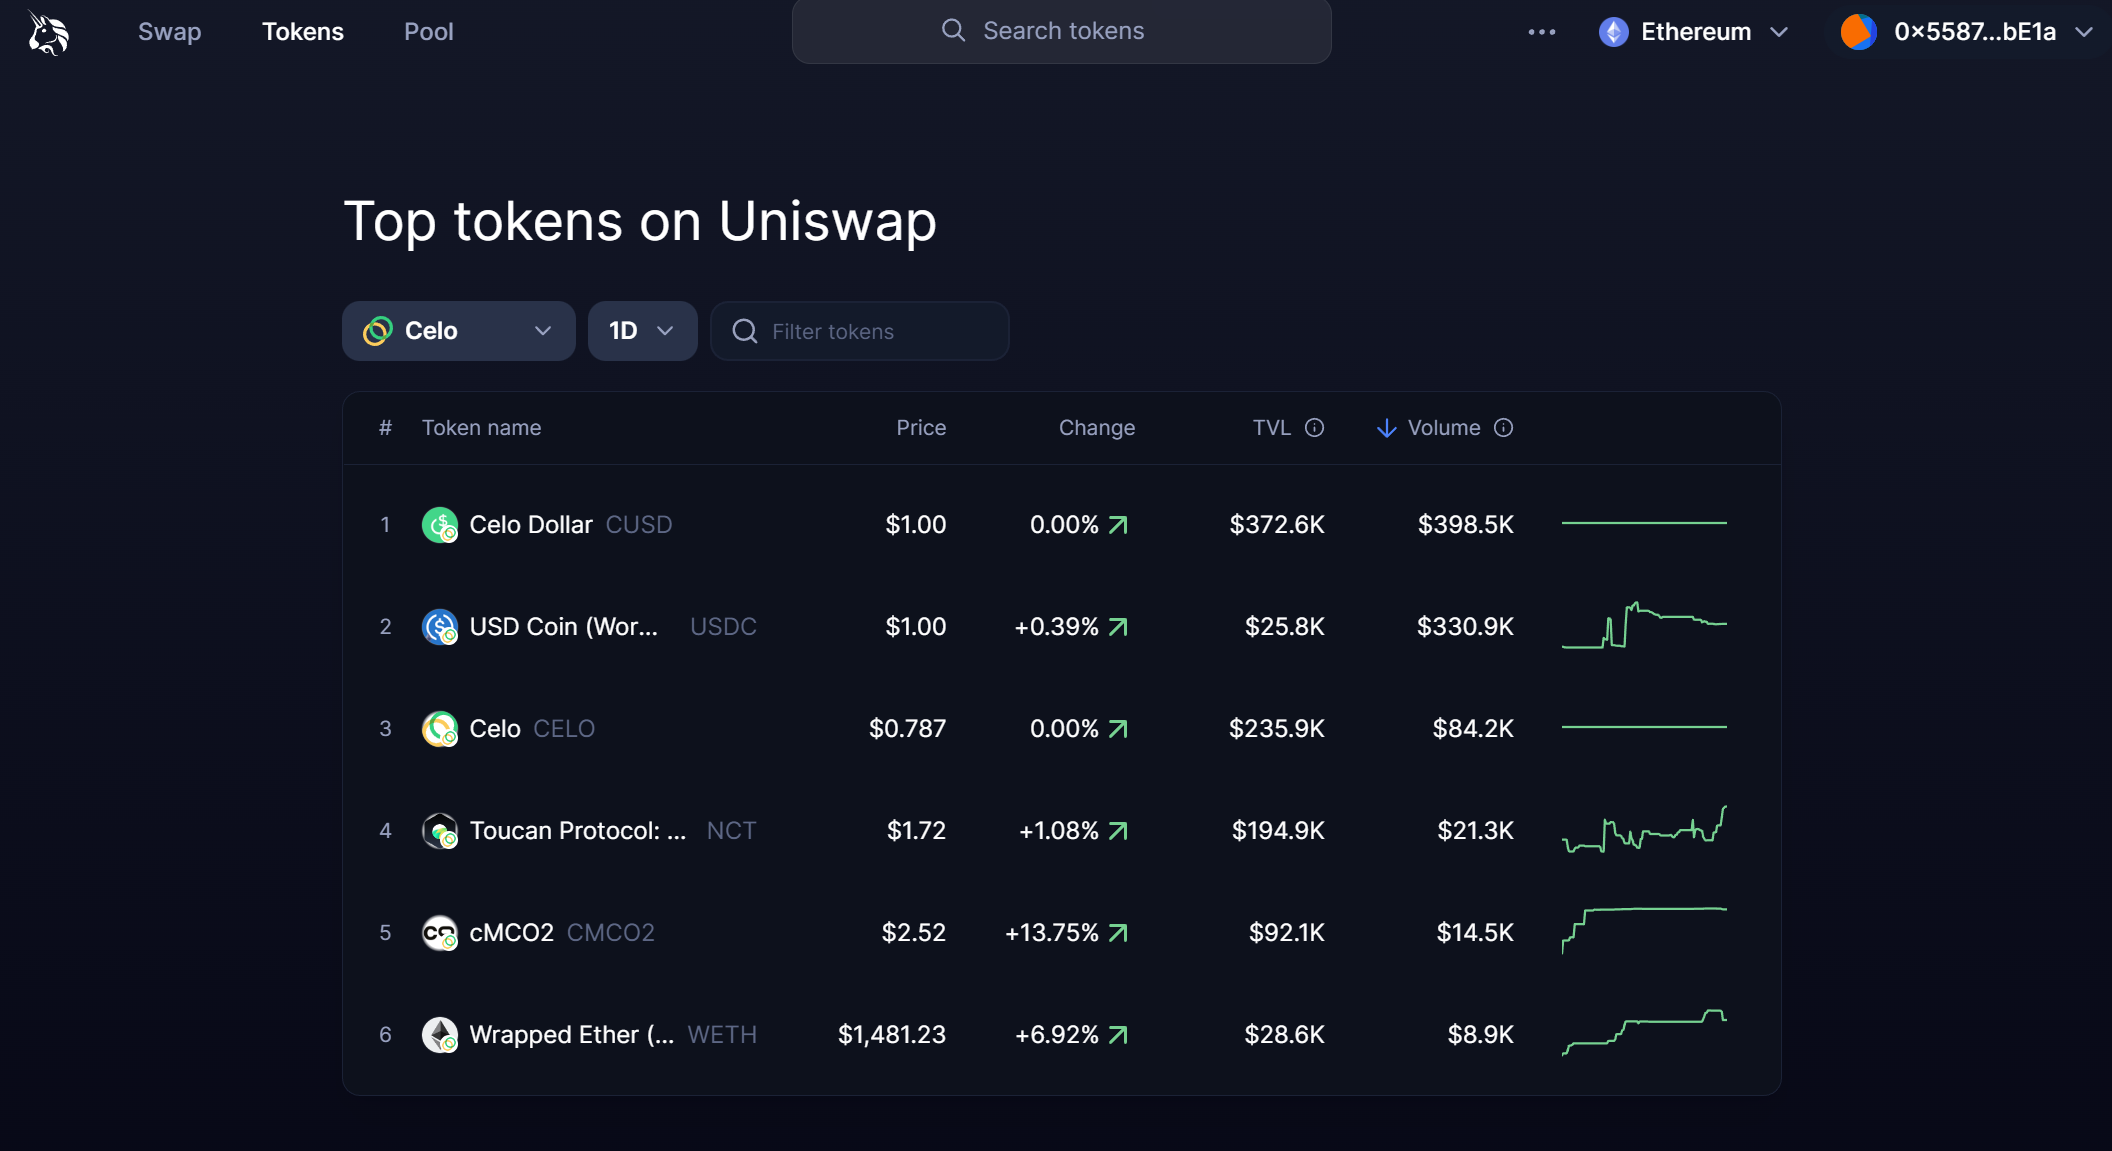 Swap Tokens Pool Search tokens ... Ethereum 0×5587...bE1a
Top tokens on Uniswap
Celo 1D Filter tokens
# Token name Price Change TVL Volume
1 Celo Dollar CUSD $1.00 0.00% $372.6K $398.5K
2 USD Coin (Wor... USDC $1.00 +0.39% $25.8K $330.9K
3 Celo CELO $0.787 0.00% $235.9K $84.2K
4 Toucan Protocol: ... NCT $1.72 +1.08% $194.9K $21.3K
5 cMCO2 CMCO2 $2.52 +13.75% $92.1K $14.5K
6 Wrapped Ether (... WETH $1,481.23 +6.92% $28.6K $8.9K